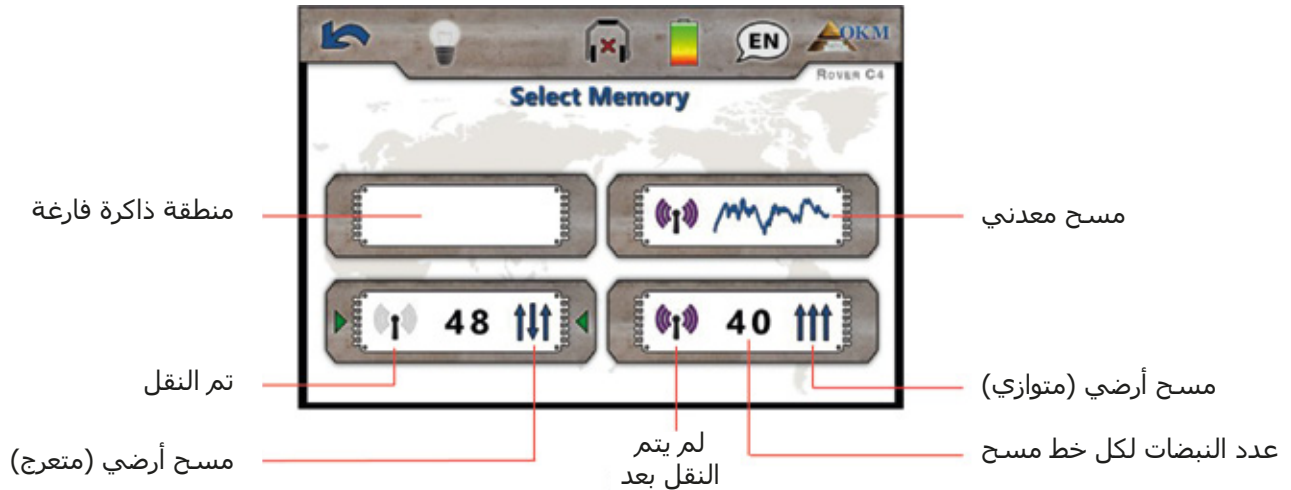 EN
OKM
ROVER C4
Select Memory
منطقة ذاكرة فارغة
مسح معدني
48
40
تم النقل
مسح أرضي (متوازي)
مسح أرضي (متعرج)
لم يتم
النقل بعد
عدد النبضات لكل خط مسح